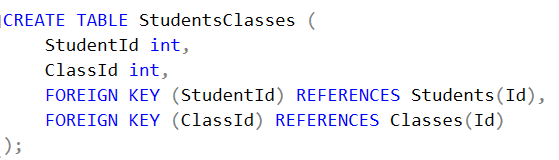 CREATE TABLE StudentsClasses (
    StudentId int,
    ClassId int,
    FOREIGN KEY (StudentId) REFERENCES Students(Id),
    FOREIGN KEY (ClassId) REFERENCES Classes(Id)
);